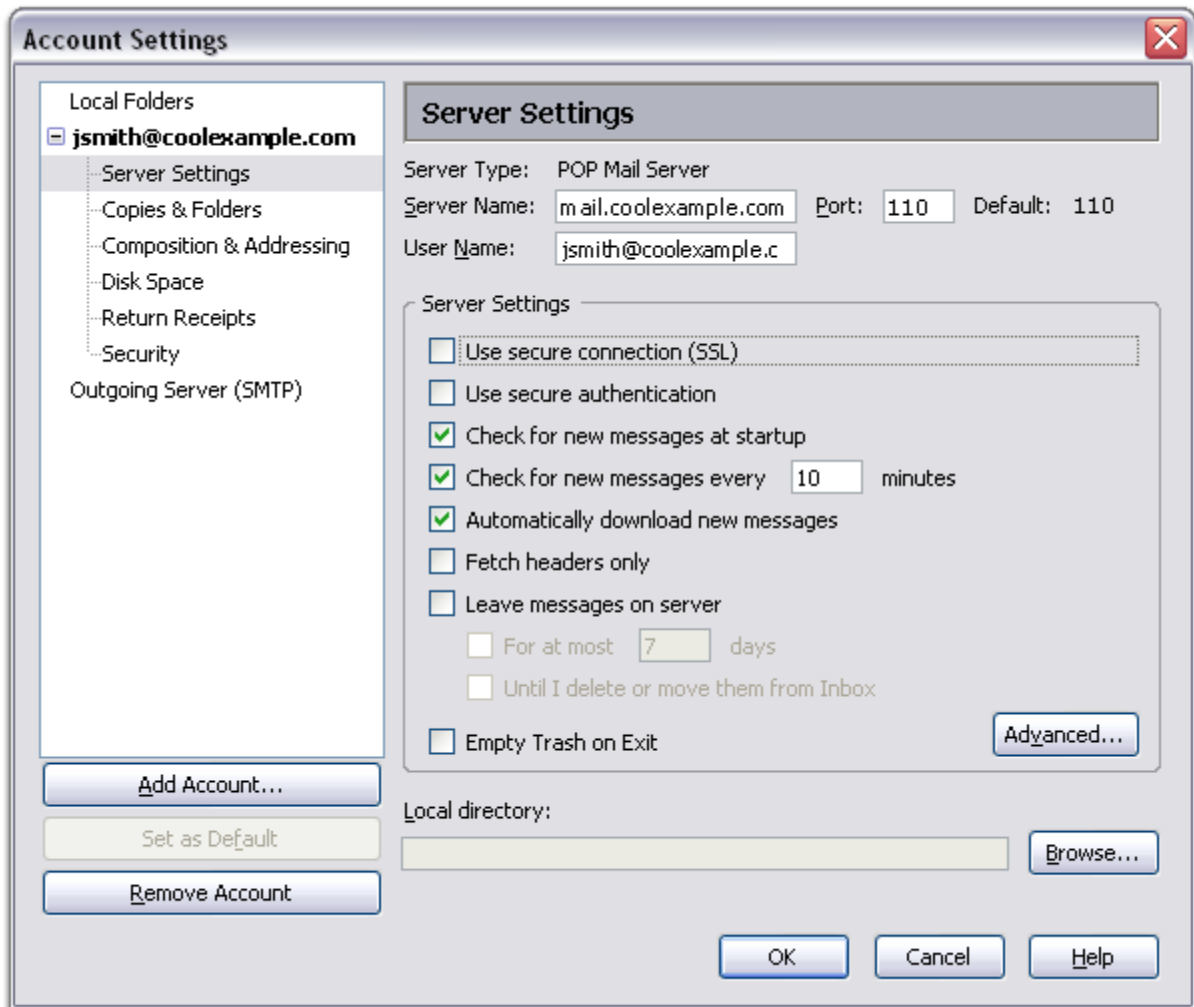 Account Settings
Local Folders
jsmith@coolexample.com
Server Settings
Copies & Folders
Composition & Addressing
Disk Space
Return Receipts
Security
Outgoing Server (SMTP)
Add Account...
Set as Default
Remove Account
Server Settings
Server Type: POP Mail Server
Server Name: mail.coolexample.com Port: 110 Default: 110
User Name: jsmith@coolexample.c
Server Settings
Use secure connection (SSL)
Use secure authentication
Check for new messages at startup
Check for new messages every 10 minutes
Automatically download new messages
Fetch headers only
Leave messages on server
For at most 7 days
Until I delete or move them from Inbox
Empty Trash on Exit Advanced...
Local directory:
Browse...
OK Cancel Help